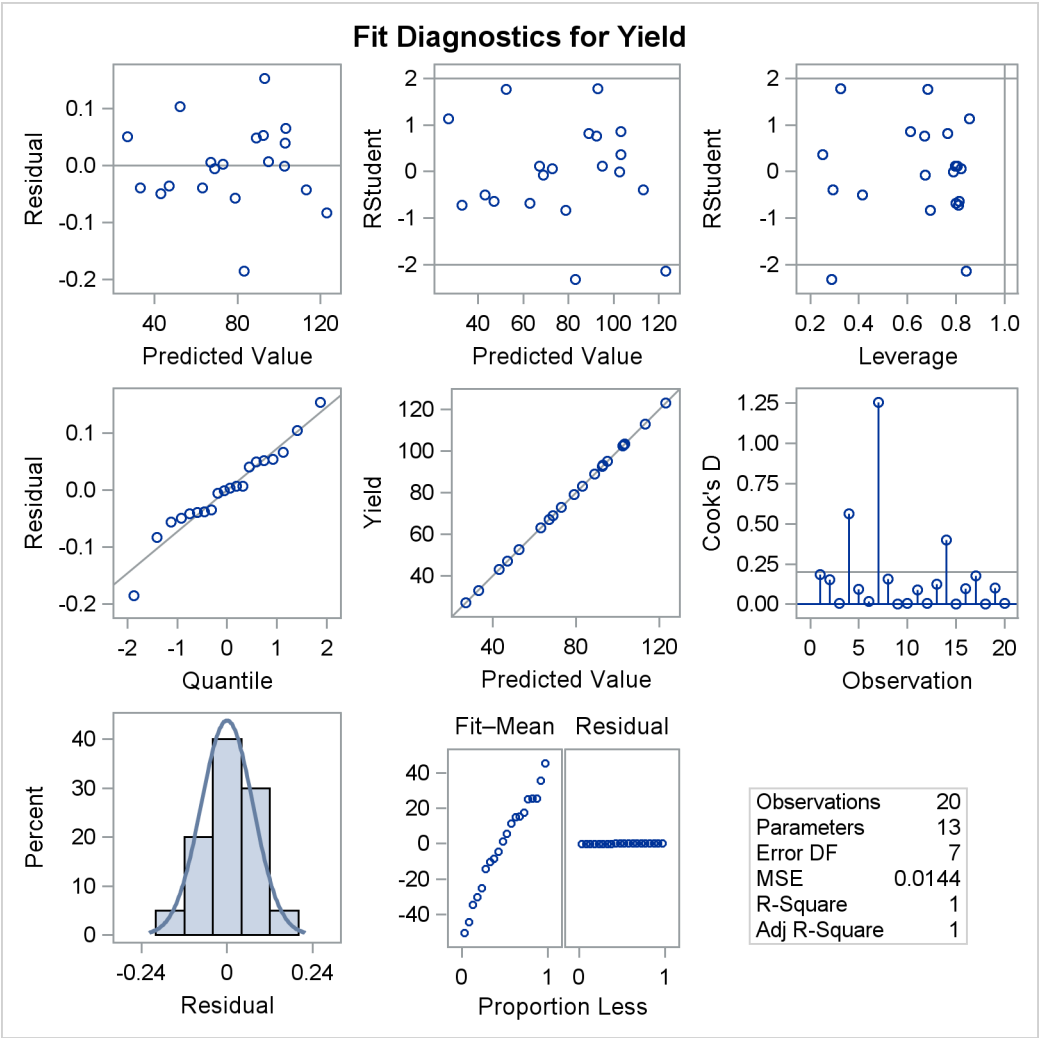 Fit Diagnostics for Yield
Residual
0.1
0.0
-0.1
-0.2
40 80 120
Predicted Value
RStudent
2
1
0
-1
-2
40 60 80 100 120
Predicted Value
RStudent
2
1
0
-1
-2
0.2 0.4 0.6 0.8 1.0
Leverage
Residual
0.1
0.0
-0.1
-0.2
-2 -1 0 1 2
Quantile
Yield
120
100
80
60
40
40 80 120
Predicted Value
Cook's D
1.25
1.00
0.75
0.50
0.25
0.00
0 5 10 15 20
Observation
Percent
40
30
20
10
0
-0.24 0 0.24
Residual
Fit–Mean Residual
40
20
0
-20
-40
0 1 0 1
Proportion Less
Observations 20
Parameters 13
Error DF 7
MSE 0.0144
R-Square 1
Adj R-Square 1